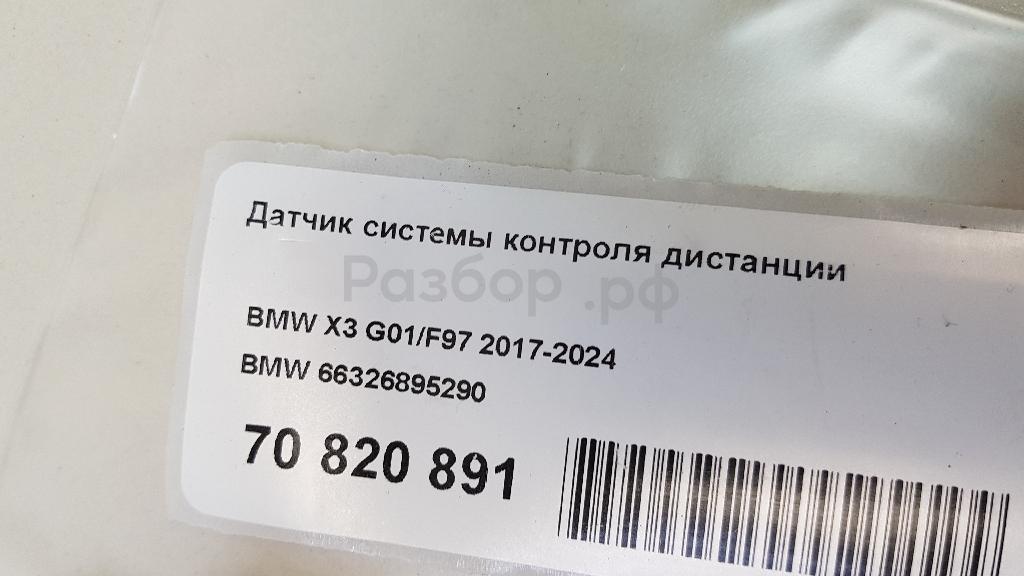 Датчик системы контроля дистанции
Разбор.рф
BMW X3 G01/F97 2017-2024
BMW 66326895290
70 820 891